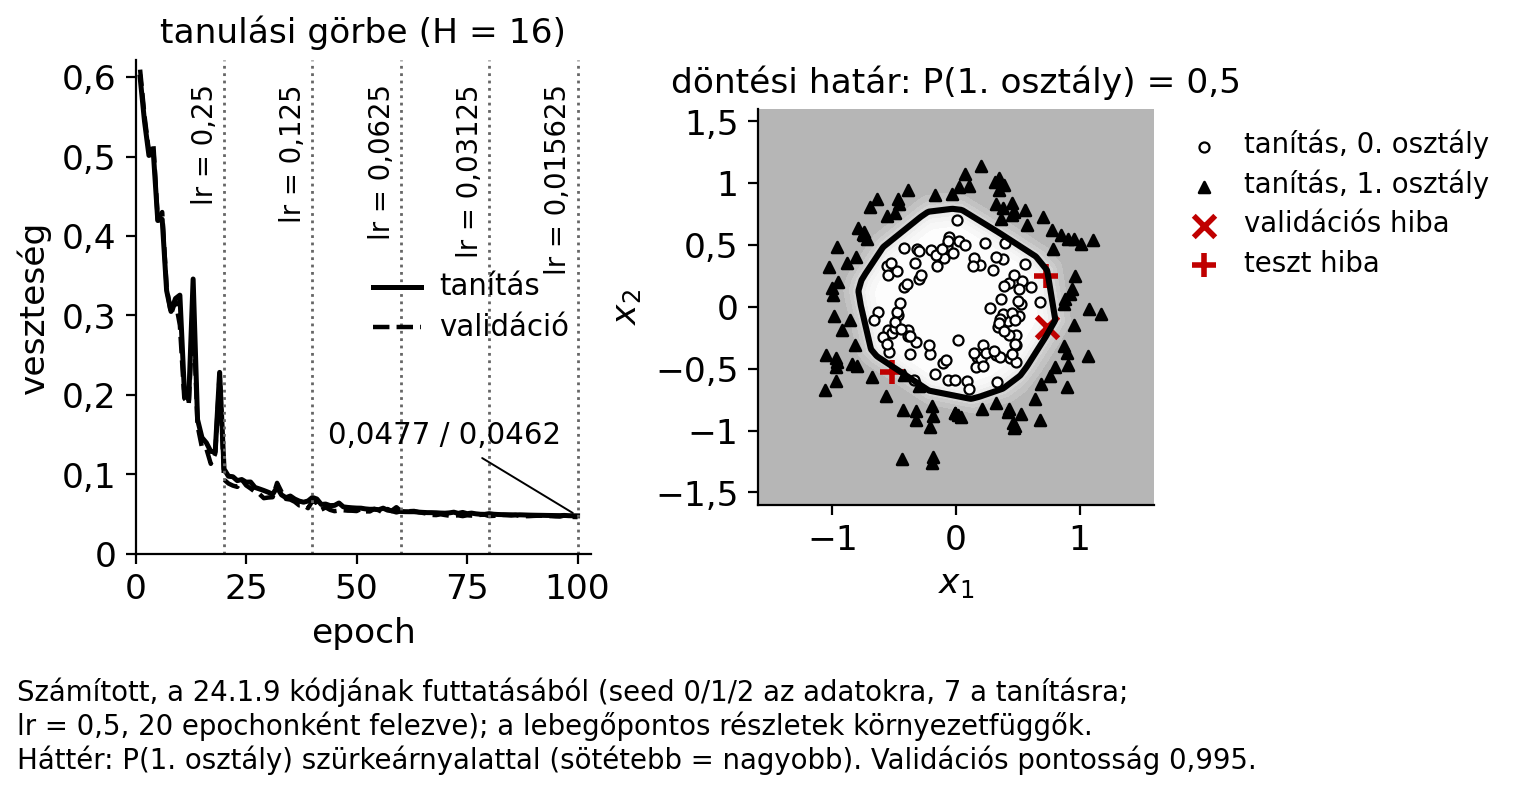 tanulási görbe (H = 16)
veszteség
0,6
0,5
0,4
0,3
0,2
0,1
0
lr = 0,25
lr = 0,125
lr = 0,0625
lr = 0,03125
lr = 0,015625
tanítás
validáció
0,0477 / 0,0462
0
25
50
75
100
epoch
döntési határ: P(1. osztály) = 0,5
x2
1,5
1
0,5
0
−0,5
−1
−1,5
−1
0
1
x1
tanítás, 0. osztály
tanítás, 1. osztály
validációs hiba
teszt hiba
Számított, a 24.1.9 kódjának futtatásából (seed 0/1/2 az adatokra, 7 a tanításra;
lr = 0,5, 20 epochonként felezve); a lebegőpontos részletek környezetfüggők.
Háttér: P(1. osztály) szürkeárnyalattal (sötétebb = nagyobb). Validációs pontosság 0,995.